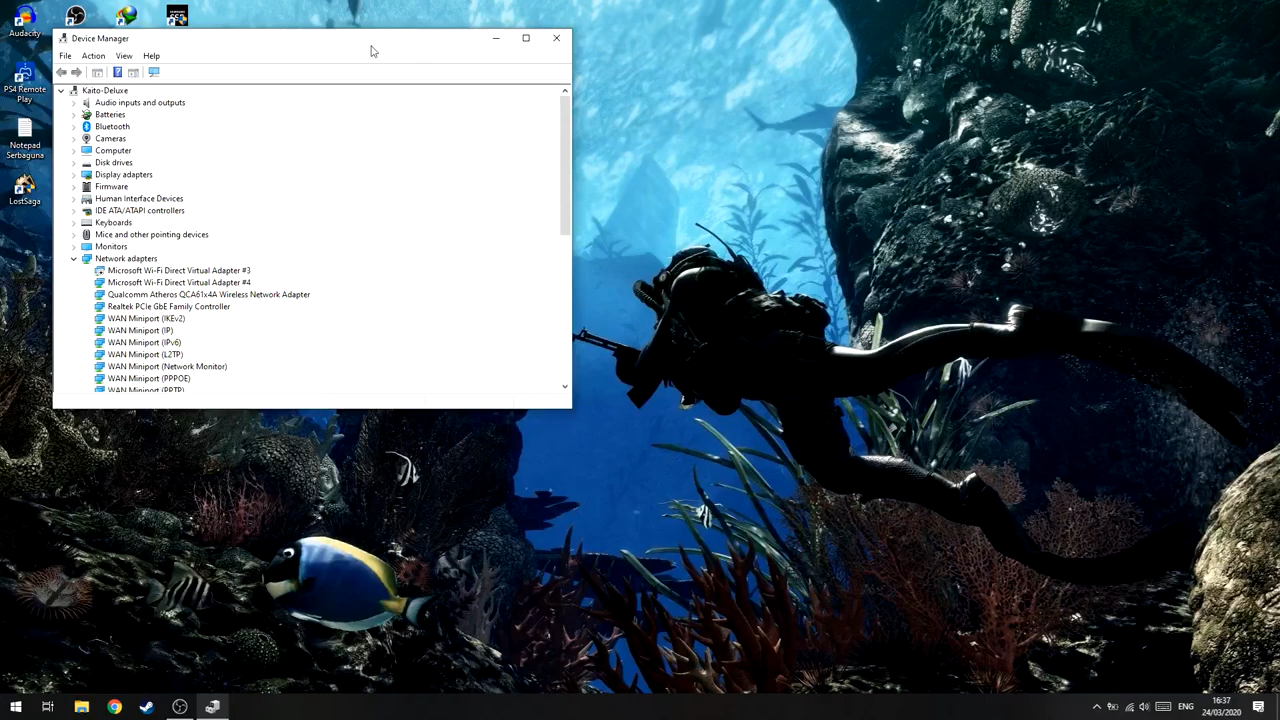 Audacity
PS4 Remote
Play
Notepad
Serbaguna
LostSaga
Device Manager
File Action View Help
Kaito-Deluxe
Audio inputs and outputs
Batteries
Bluetooth
Cameras
Computer
Disk drives
Display adapters
Firmware
Human Interface Devices
IDE ATA/ATAPI controllers
Keyboards
Mice and other pointing devices
Monitors
Network adapters
Microsoft Wi-Fi Direct Virtual Adapter #3
Microsoft Wi-Fi Direct Virtual Adapter #4
Qualcomm Atheros QCA61x4A Wireless Network Adapter
Realtek PCIe GbE Family Controller
WAN Miniport (IKEv2)
WAN Miniport (IP)
WAN Miniport (IPv6)
WAN Miniport (L2TP)
WAN Miniport (Network Monitor)
WAN Miniport (PPPOE)
WAN Miniport (PPTP)
ENG
16:37
24/03/2020